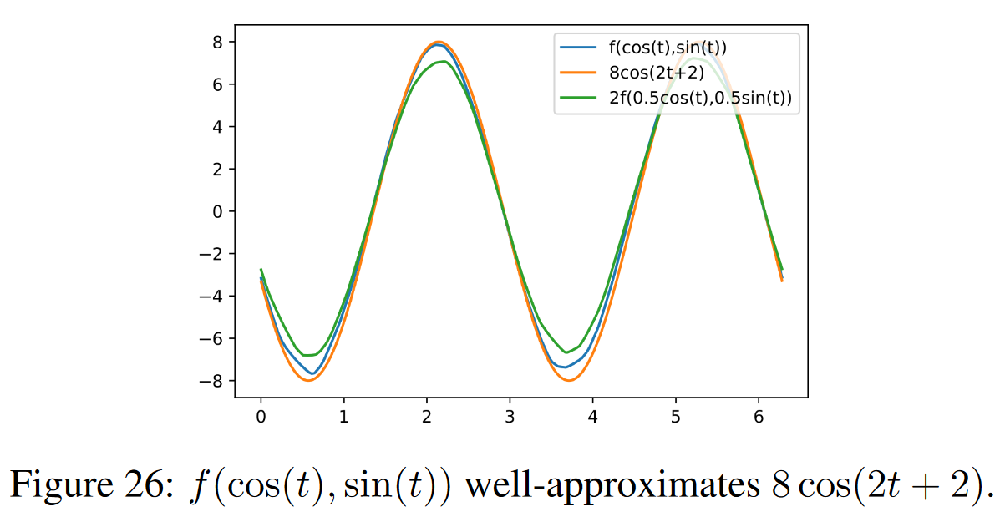 8
6
4
2
0
−2
−4
−6
−8
f(cos(t),sin(t))
8cos(2t+2)
2f(0.5cos(t),0.5sin(t))
0 1 2 3 4 5 6
Figure 26: f(cos(t), sin(t)) well-approximates 8 cos(2t + 2).